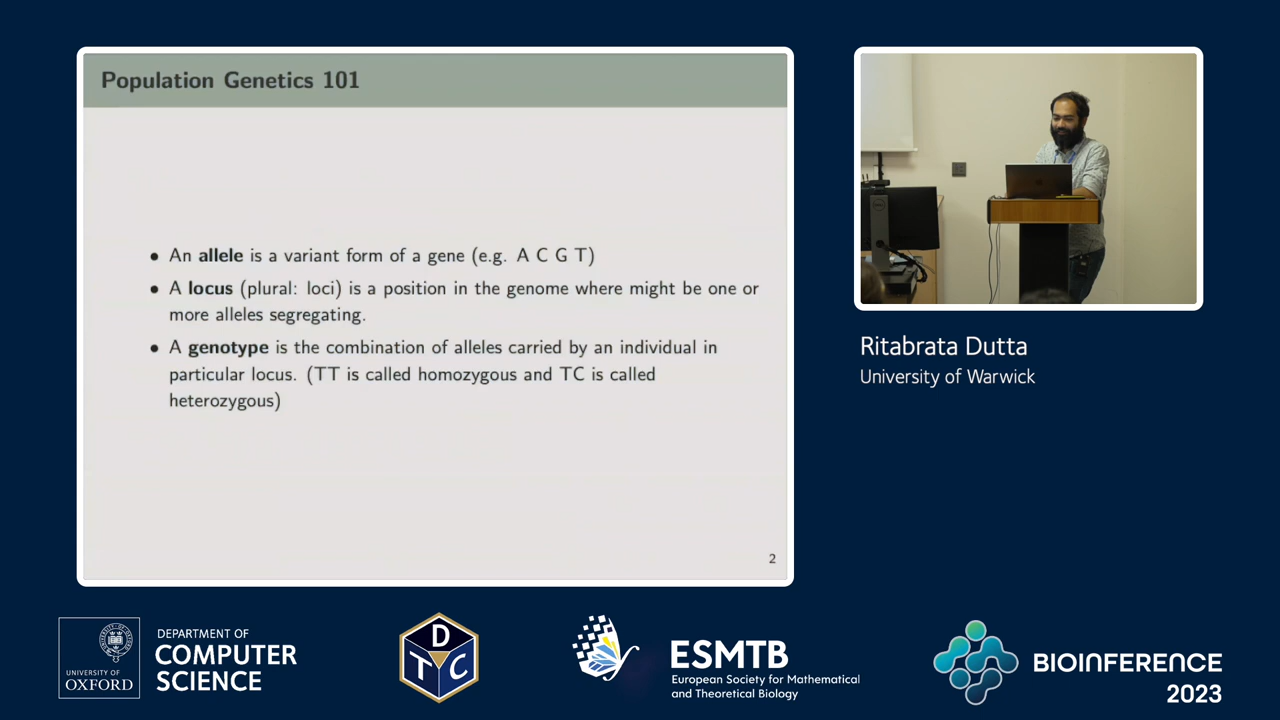 Population Genetics 101
• An allele is a variant form of a gene (e.g. A C G T)
• A locus (plural: loci) is a position in the genome where might be one or
more alleles segregating.
• A genotype is the combination of alleles carried by an individual in
particular locus. (TT is called homozygous and TC is called
heterozygous)
2
Ritabrata Dutta
University of Warwick
UNIVERSITY OF
OXFORD
DEPARTMENT OF
COMPUTER
SCIENCE
D
T C
ESMTB
European Society for Mathematical
and Theoretical Biology
BIOINFERENCE
2023